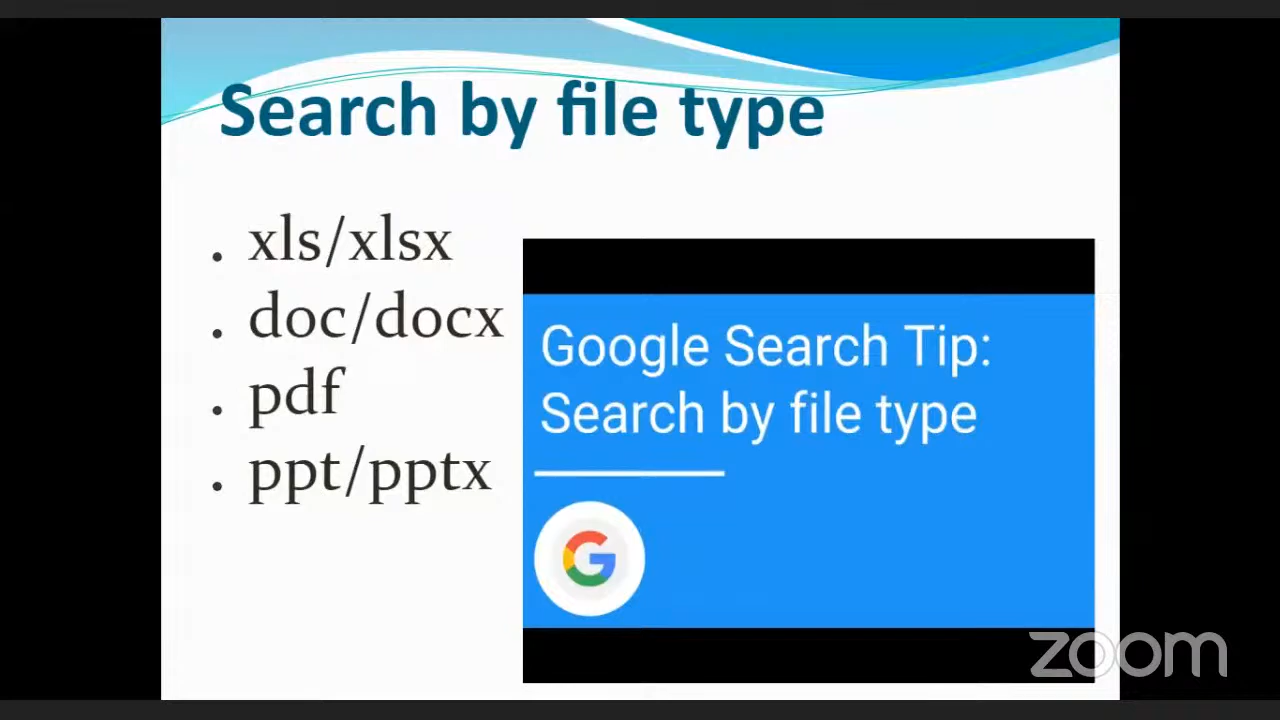 Search by file type
. xls/xlsx
. doc/docx
. pdf
. ppt/pptx
Google Search Tip:
Search by file type
G
zoom